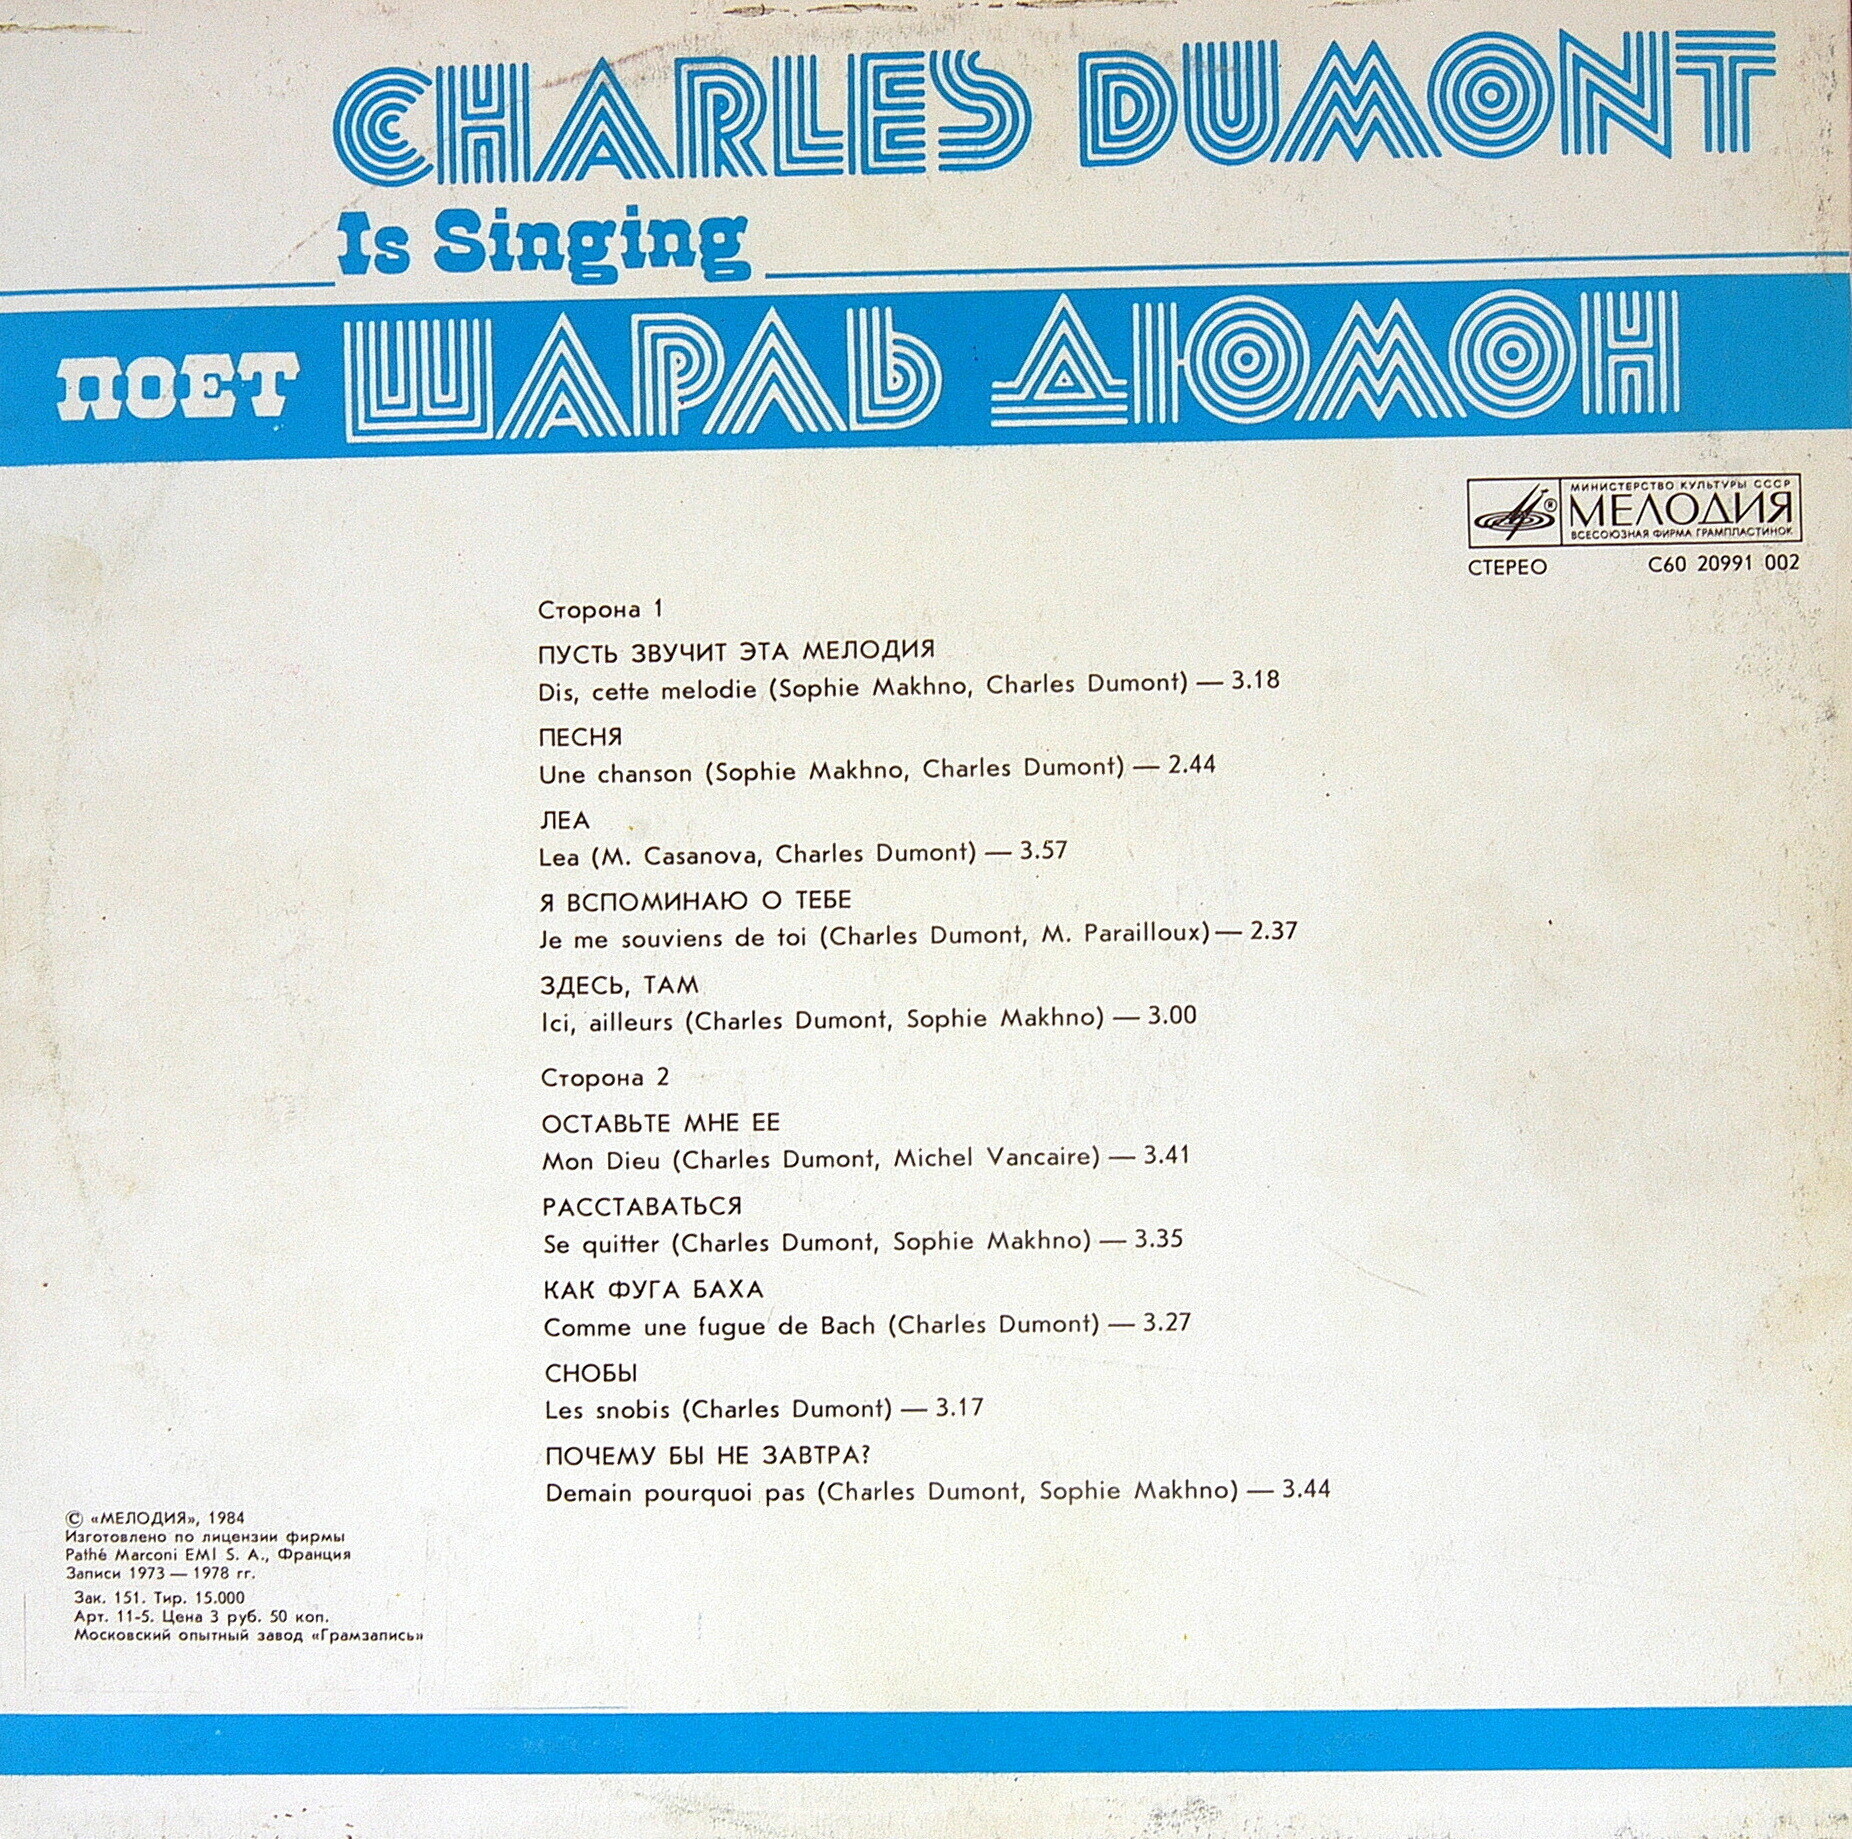 CHARLES DUMONT
Is Singing
ПОЕТ ШАРЛЬ ДЮМОН
МИНИСТЕРСТВО КУЛЬТУРЫ СССР
® МЕЛОДИЯ
ВСЕСОЮЗНАЯ ФИРМА ГРАМПЛАСТИНОК
СТЕРЕО С60 20991 002
Сторона 1
ПУСТЬ ЗВУЧИТ ЭТА МЕЛОДИЯ
Dis, cette melodie (Sophie Makhno, Charles Dumont) — 3.18
ПЕСНЯ
Une chanson (Sophie Makhno, Charles Dumont) — 2.44
ЛЕА
Lea (M. Casanova, Charles Dumont) — 3.57
Я ВСПОМИНАЮ О ТЕБЕ
Je me souviens de toi (Charles Dumont, M. Parailloux) — 2.37
ЗДЕСЬ, ТАМ
Ici, ailleurs (Charles Dumont, Sophie Makhno) — 3.00
Сторона 2
ОСТАВЬТЕ МНЕ ЕЕ
Mon Dieu (Charles Dumont, Michel Vancaire) — 3.41
РАССТАВАТЬСЯ
Se quitter (Charles Dumont, Sophie Makhno) — 3.35
КАК ФУГА БАХА
Comme une fugue de Bach (Charles Dumont) — 3.27
СНОБЫ
Les snobis (Charles Dumont) — 3.17
ПОЧЕМУ БЫ НЕ ЗАВТРА?
Demain pourquoi pas (Charles Dumont, Sophie Makhno) — 3.44
© «МЕЛОДИЯ», 1984
Изготовлено по лицензии фирмы
Pathé Marconi EMI S. A., Франция
Записи 1973 — 1978 гг.
Зак. 151. Тир. 15.000
Арт. 11-5. Цена 3 руб. 50 коп.
Московский опытный завод «Грамзапись»